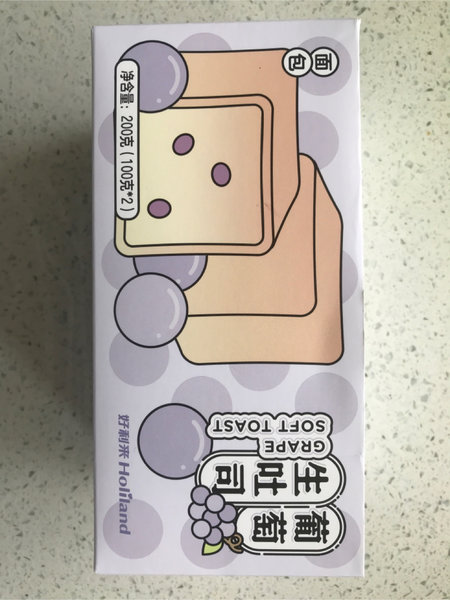 葡萄
生吐司
GRAPE
SOFT TOAST
好利来 Holiland
面包
净含量：200克（100克*2）